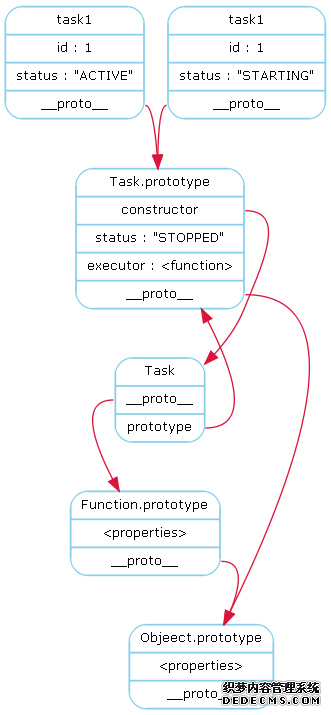 task1
id : 1
status : "ACTIVE"
__proto__
task1
id : 1
status : "STARTING"
__proto__
Task.prototype
constructor
status : "STOPPED"
executor : <function>
__proto__
Task
__proto__
prototype
Function.prototype
<properties>
__proto__
Objeect.prototype
<properties>
__proto
织梦内容管理系统
DEDECMS.COM